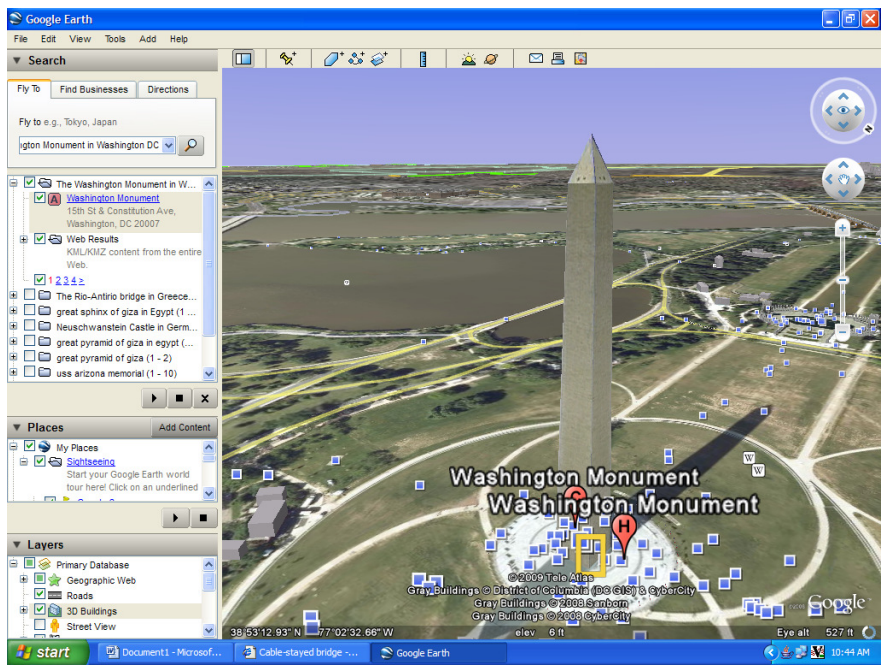 Google Earth
File Edit View Tools Add Help
Search
Fly To Find Businesses Directions
Fly to e.g., Tokyo, Japan
gton Monument in Washington DC
The Washington Monument in W...
A Washington Monument
15th St & Constitution Ave,
Washington, DC 20007
Web Results
KML/KMZ content from the entire
Web.
1 2 3 4 >
The Rio-Antirio bridge in Greece...
great sphinx of giza in Egypt (1 ...
Neuschwanstein Castle in Germ...
great pyramid of giza in egypt (...
great pyramid of giza (1 - 2)
uss arizona memorial (1 - 10)
Places Add Content
My Places
Sightseeing
Start your Google Earth world
tour here! Click on an underlined
Layers
Primary Database
Geographic Web
Roads
3D Buildings
Street View
N
W
W
Washington Monument
Washington Monument
H
© 2009 Tele Atlas
Gray Buildings © District of Columbia (DC GIS) & CyberCity
Gray Buildings © 2008 Sanborn
Gray Buildings © 2008 CyberCity
Google
38°53'12.93" N 77°02'32.66" W elev 6 ft Eye alt 527 ft
start Document1 - Microsof... Cable-stayed bridge -... Google Earth 10:44 AM